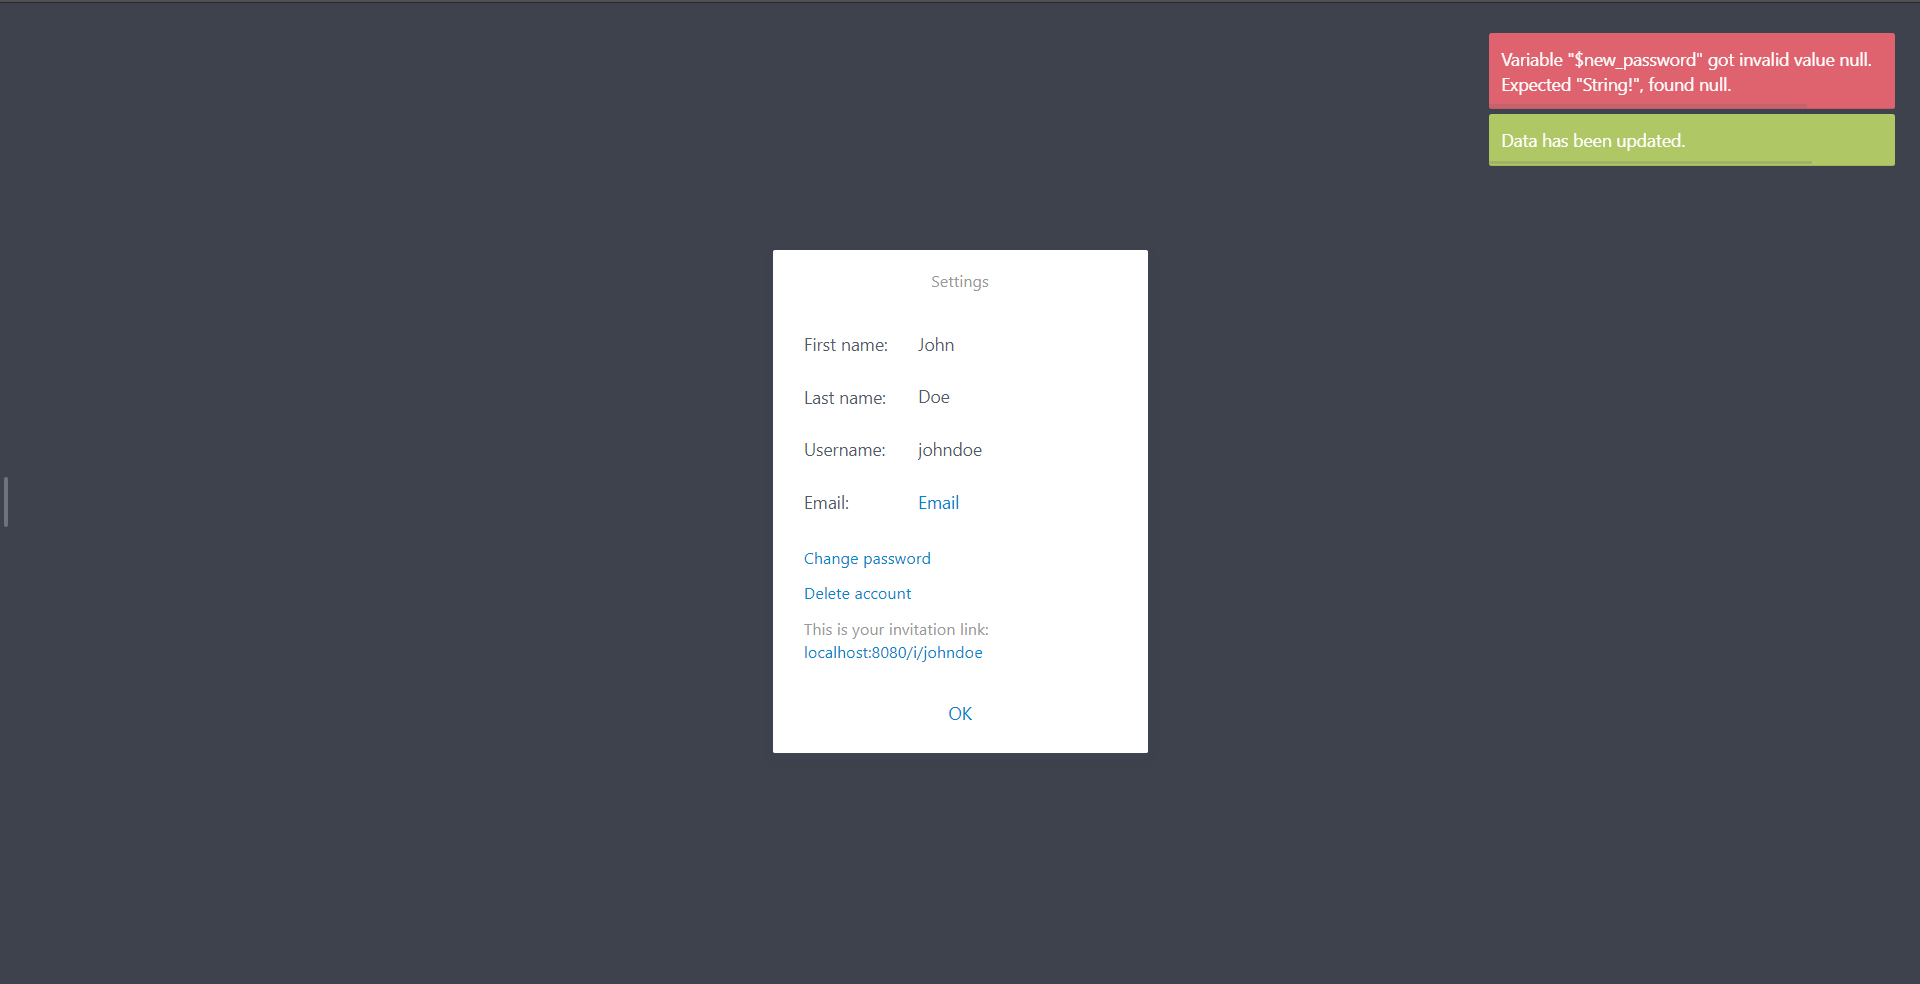 Variable "$new_password" got invalid value null.
Expected "String!", found null.
Data has been updated.
Settings
First name: John
Last name: Doe
Username: johndoe
Email: Email
Change password
Delete account
This is your invitation link:
localhost:8080/i/johndoe
OK